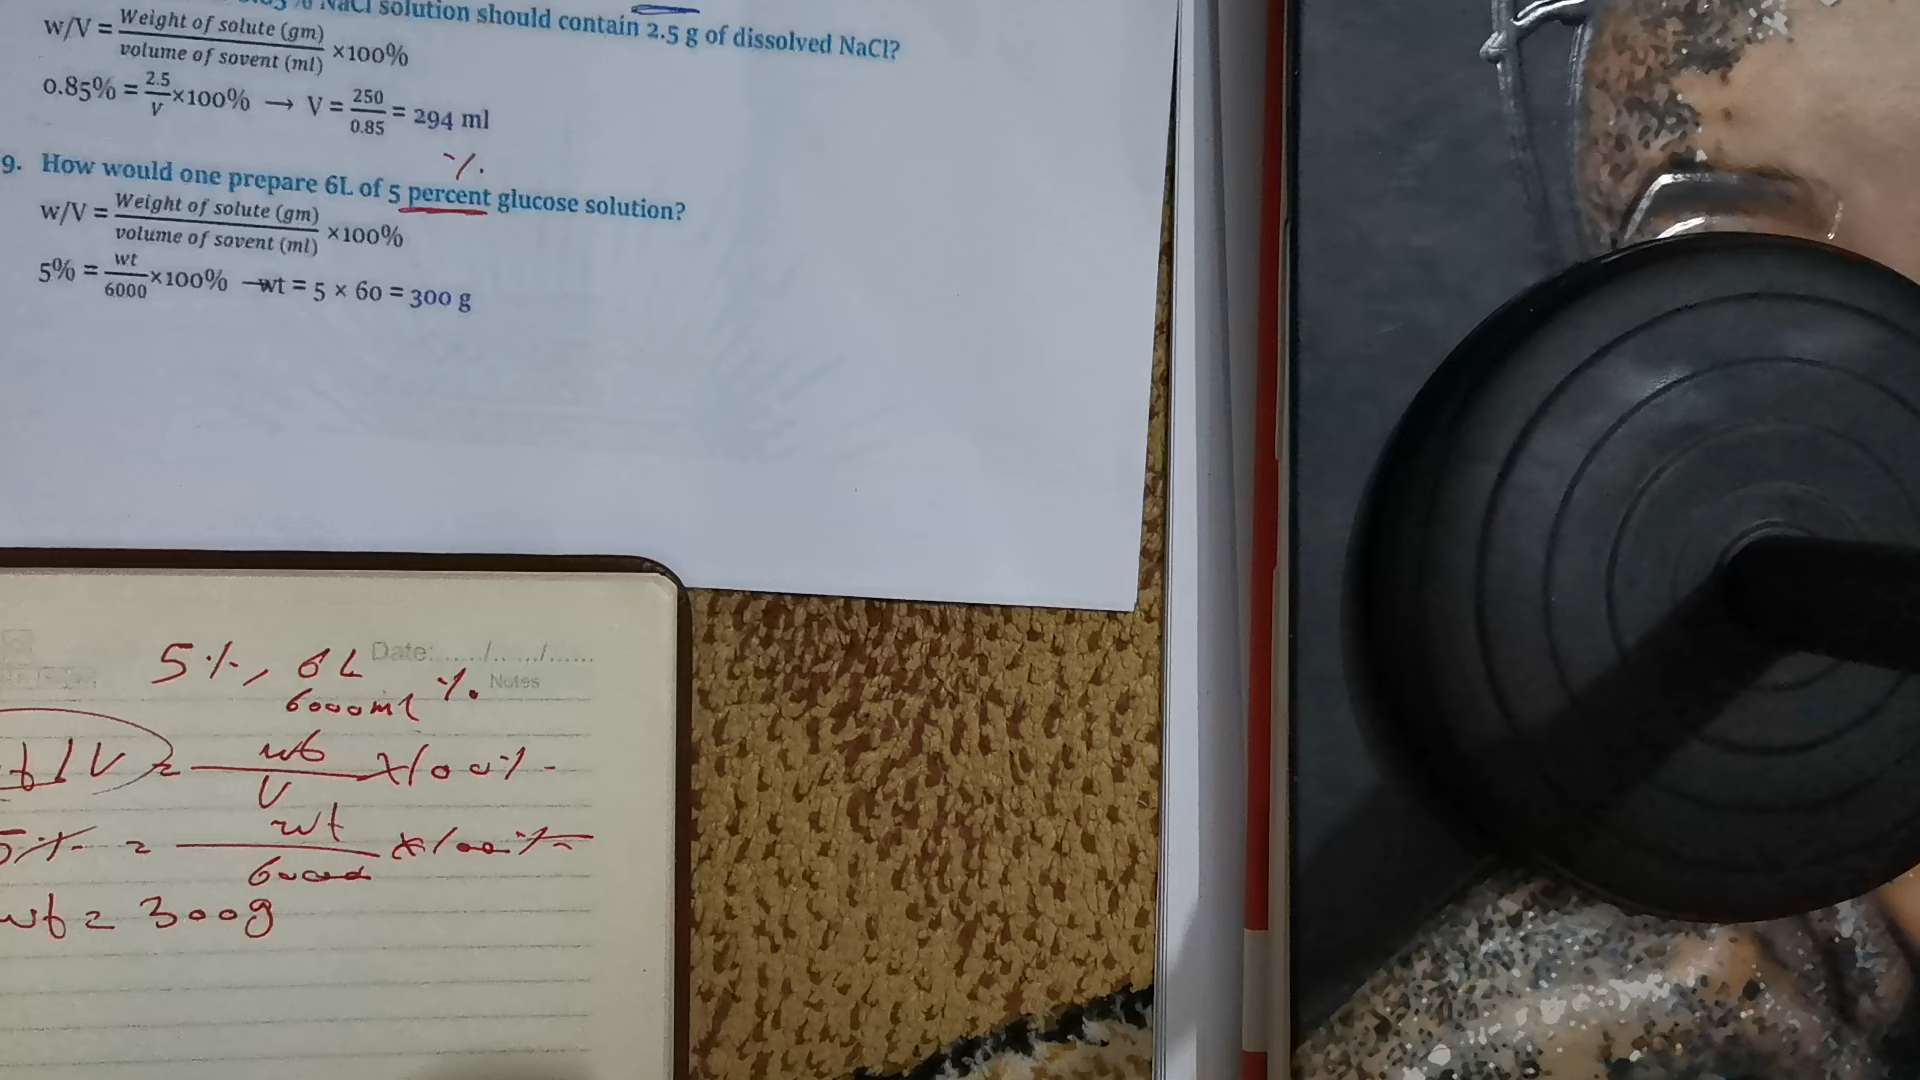 NaCl solution should contain 2.5 g of dissolved NaCl?
w/V = Weight of solute (gm) / volume of sovent (ml) ×100%
0.85% = 2.5/V ×100% → V = 250/0.85 = 294 ml
%
9. How would one prepare 6L of 5 percent glucose solution?
w/V = Weight of solute (gm) / volume of sovent (ml) ×100%
5% = wt/6000 ×100% → wt = 5 × 60 = 300 g
5%, 6L Date:....../....../......
6000ml %. Notes
t/V = wt/V ×100%
5% = wt/6000 ×100%
wt = 300g